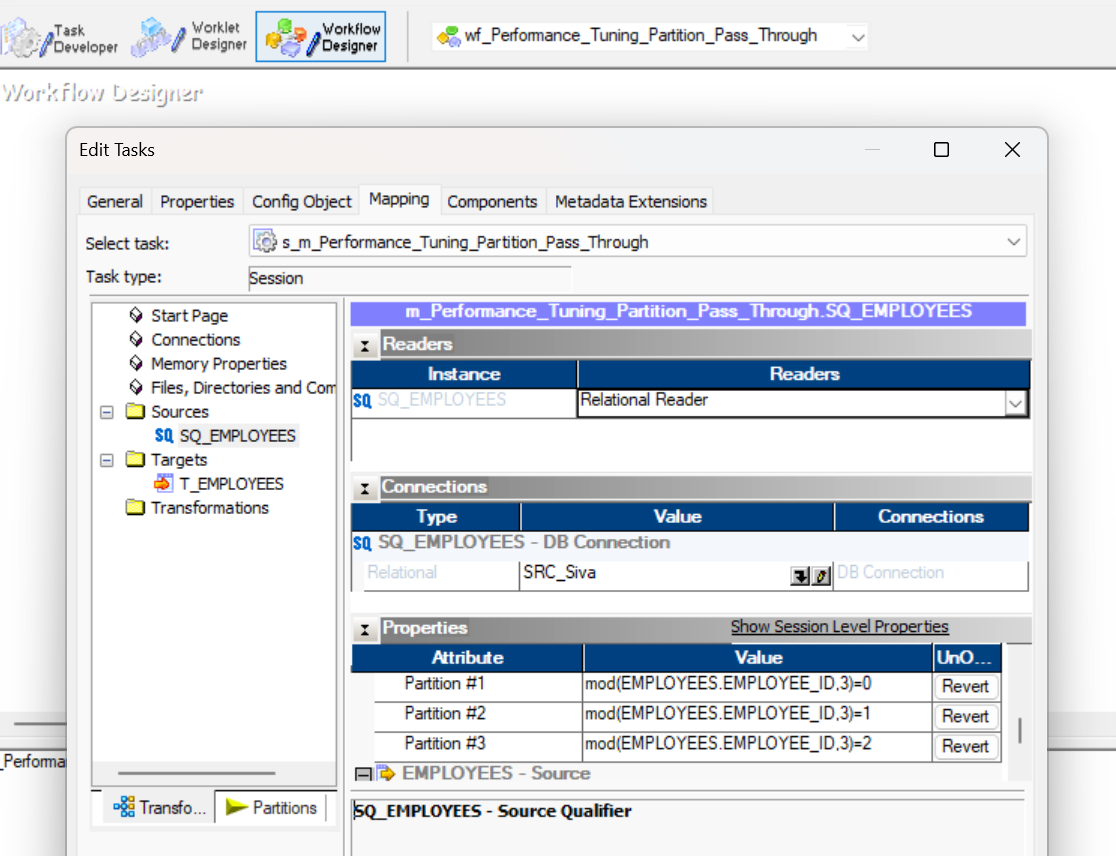 Task Developer
Worklet Designer
Workflow Designer
wf_Performance_Tuning_Partition_Pass_Through
Workflow Designer
Edit Tasks
General Properties Config Object Mapping Components Metadata Extensions
Select task: s_m_Performance_Tuning_Partition_Pass_Through
Task type: Session
Start Page
Connections
Memory Properties
Files, Directories and Com
Sources
SQ SQ_EMPLOYEES
Targets
T_EMPLOYEES
Transformations
Transfo... Partitions
m_Performance_Tuning_Partition_Pass_Through.SQ_EMPLOYEES
Readers
Instance Readers
SQ SQ_EMPLOYEES Relational Reader
Connections
Type Value Connections
SQ SQ_EMPLOYEES - DB Connection
Relational SRC_Siva DB Connection
Properties Show Session Level Properties
Attribute Value UnO...
Partition #1 mod(EMPLOYEES.EMPLOYEE_ID,3)=0 Revert
Partition #2 mod(EMPLOYEES.EMPLOYEE_ID,3)=1 Revert
Partition #3 mod(EMPLOYEES.EMPLOYEE_ID,3)=2 Revert
EMPLOYEES - Source
SQ_EMPLOYEES - Source Qualifier
_Performa